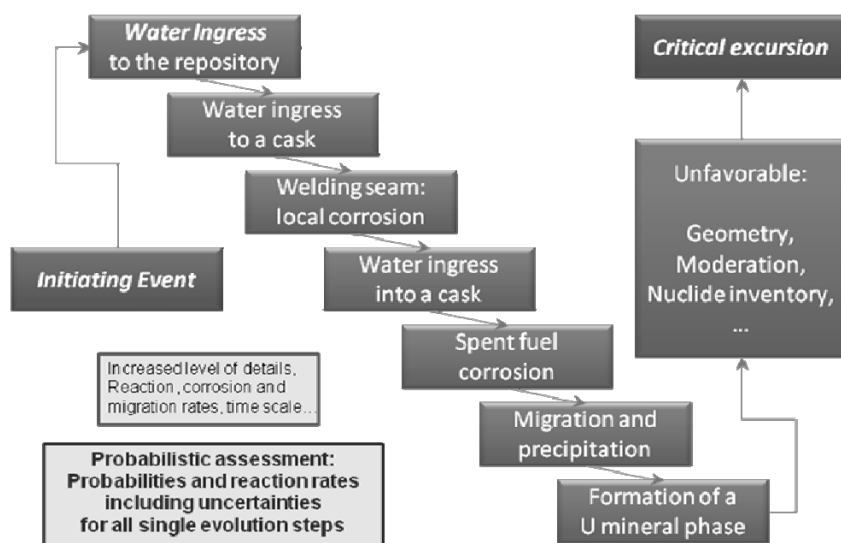 Water Ingress
to the repository
Critical excursion
Water ingress
to a cask
Unfavorable:
Geometry,
Moderation,
Nuclide inventory,
...
Welding seam:
local corrosion
Initiating Event
Water ingress
into a cask
Spent fuel
corrosion
Increased level of details,
Reaction, corrosion and
migration rates, time scale...
Migration and
precipitation
Probabilistic assessment:
Probabilities and reaction rates
including uncertainties
for all single evolution steps
Formation of a
U mineral phase